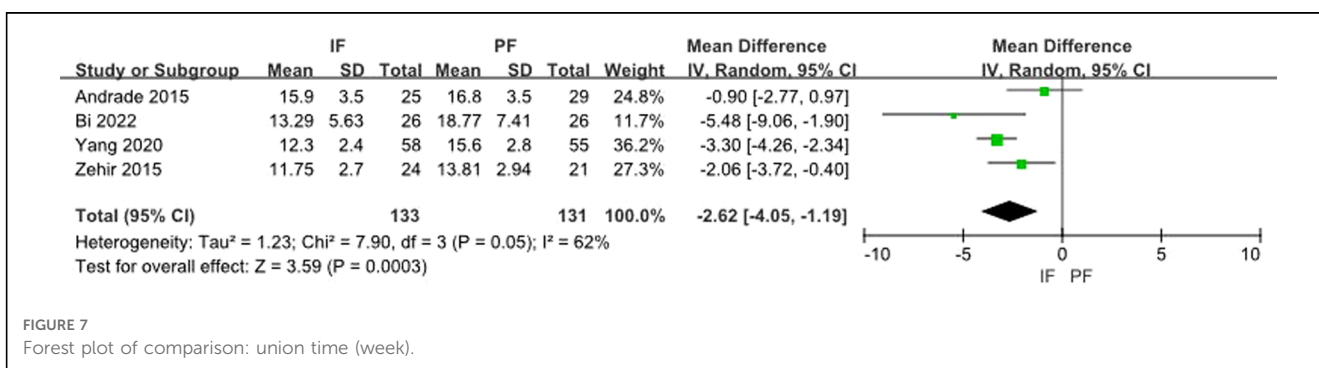 IF PF Mean Difference Mean Difference
Study or Subgroup Mean SD Total Mean SD Total Weight IV, Random, 95% CI IV, Random, 95% CI
Andrade 2015 15.9 3.5 25 16.8 3.5 29 24.8% -0.90 [-2.77, 0.97]
Bi 2022 13.29 5.63 26 18.77 7.41 26 11.7% -5.48 [-9.06, -1.90]
Yang 2020 12.3 2.4 58 15.6 2.8 55 36.2% -3.30 [-4.26, -2.34]
Zehir 2015 11.75 2.7 24 13.81 2.94 21 27.3% -2.06 [-3.72, -0.40]
Total (95% CI) 133 131 100.0% -2.62 [-4.05, -1.19]
Heterogeneity: Tau² = 1.23; Chi² = 7.90, df = 3 (P = 0.05); I² = 62%
Test for overall effect: Z = 3.59 (P = 0.0003)
-10 -5 0 5 10
IF PF
FIGURE 7
Forest plot of comparison: union time (week).